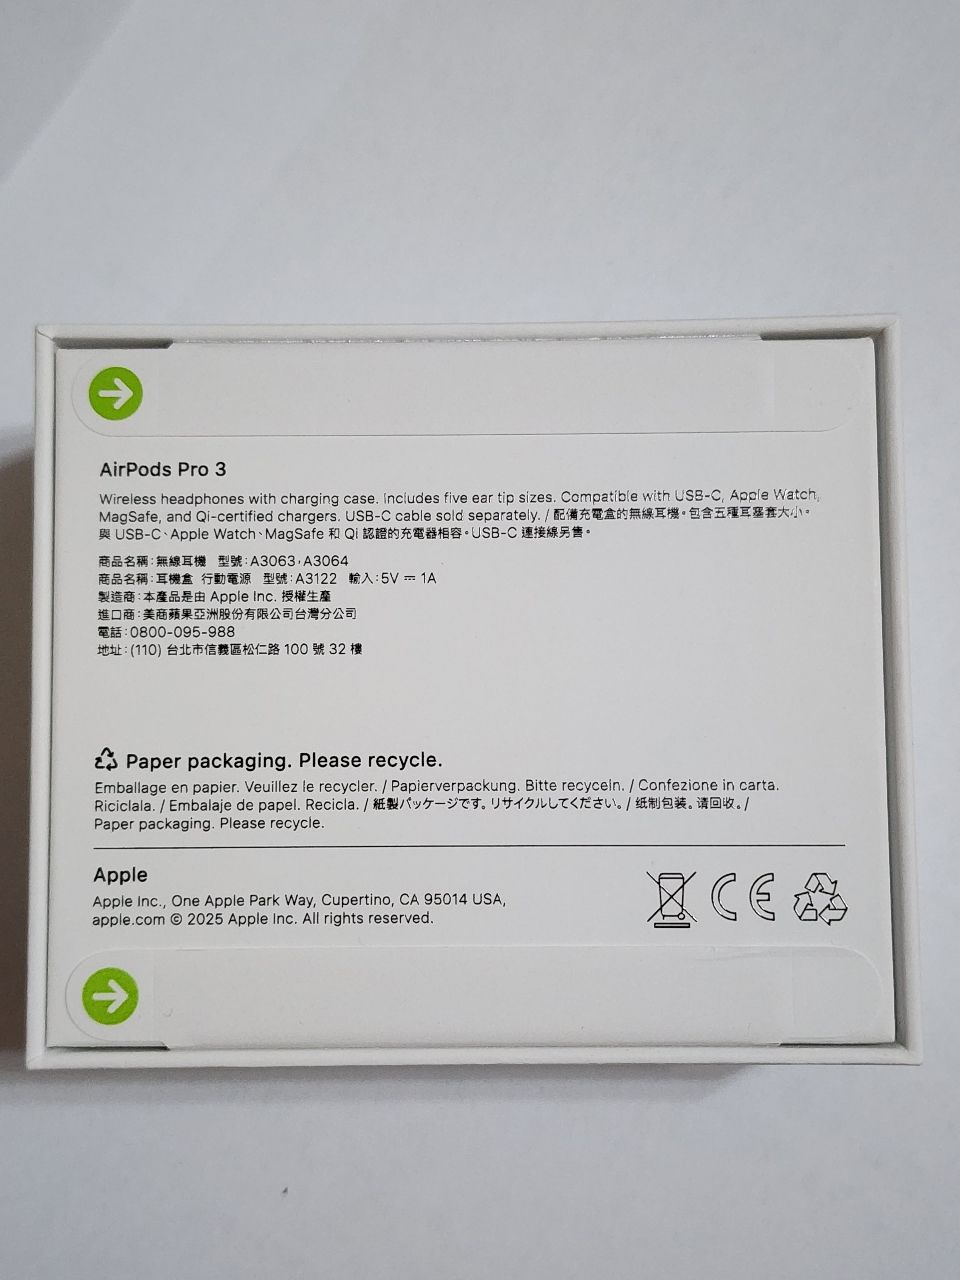 AirPods Pro 3
Wireless headphones with charging case. Includes five ear tip sizes. Compatible with USB-C, Apple Watch,
MagSafe, and Qi-certified chargers. USB-C cable sold separately. / 配備充電盒的無線耳機。包含五種耳塞套大小。
與 USB-C、Apple Watch、MagSafe 和 Qi 認證的充電器相容。USB-C 連接線另售。
商品名稱：無線耳機 型號：A3063，A3064
商品名稱：耳機盒 行動電源 型號：A3122 輸入：5V ⎓ 1A
製造商：本產品是由 Apple Inc. 授權生產
進口商：美商蘋果亞洲股份有限公司台灣分公司
電話：0800-095-988
地址：(110) 台北市信義區松仁路 100 號 32 樓
Paper packaging. Please recycle.
Emballage en papier. Veuillez le recycler. / Papierverpackung. Bitte recyceln. / Confezione in carta.
Riciclala. / Embalaje de papel. Recicla. / 紙製パッケージです。リサイクルしてください。/ 纸制包装。请回收。/
Paper packaging. Please recycle.
Apple
Apple Inc., One Apple Park Way, Cupertino, CA 95014 USA,
apple.com © 2025 Apple Inc. All rights reserved.
CE